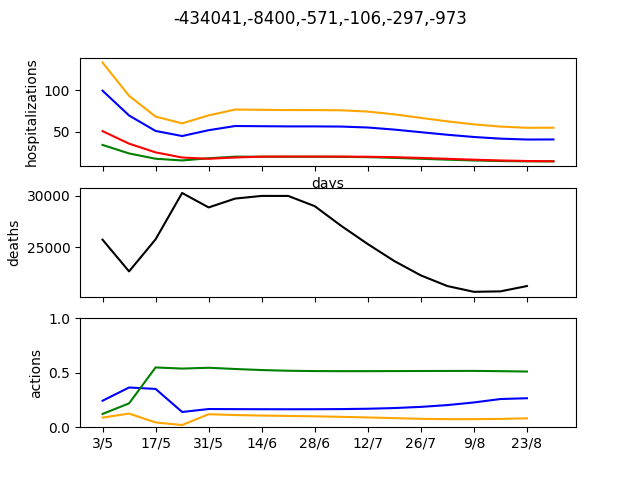 -434041,-8400,-571,-106,-297,-973
hospitalizations
100
50
days
deaths
30000
25000
actions
1.0
0.5
0.0
3/5 17/5 31/5 14/6 28/6 12/7 26/7 9/8 23/8